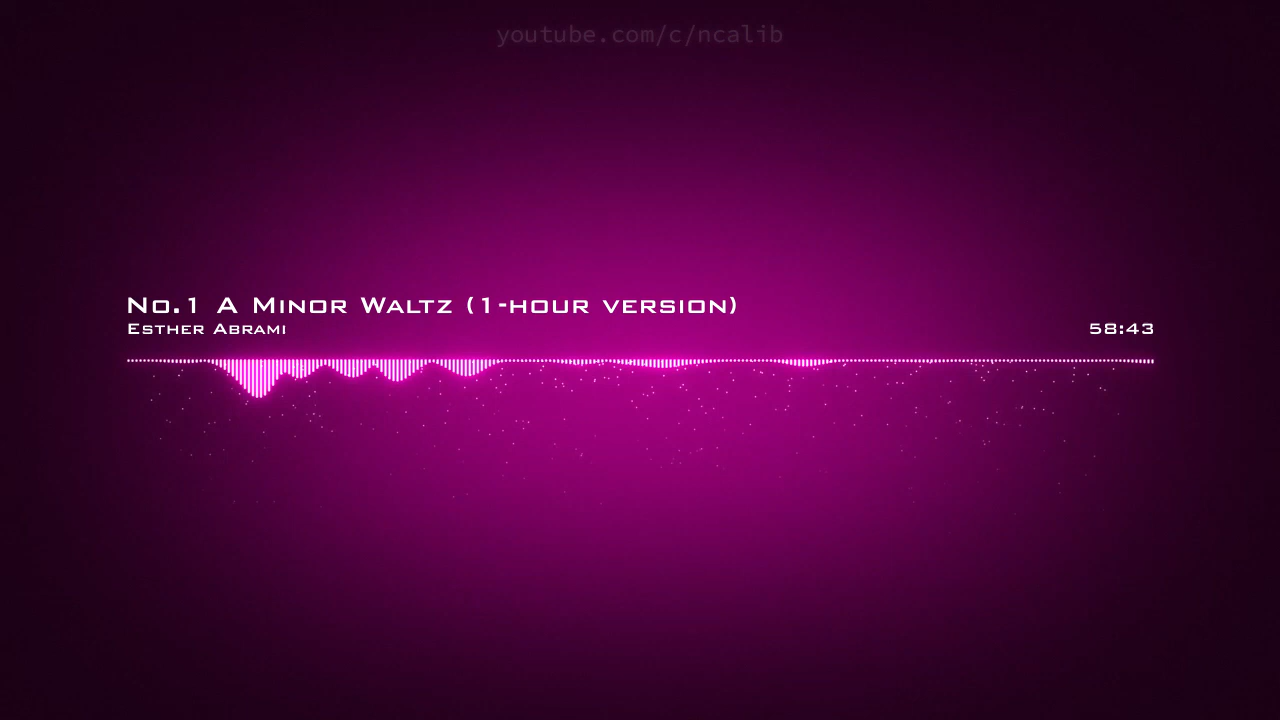 youtube.com/c/ncalib
No.1 A Minor Waltz (1-hour version)
Esther Abrami
58:43